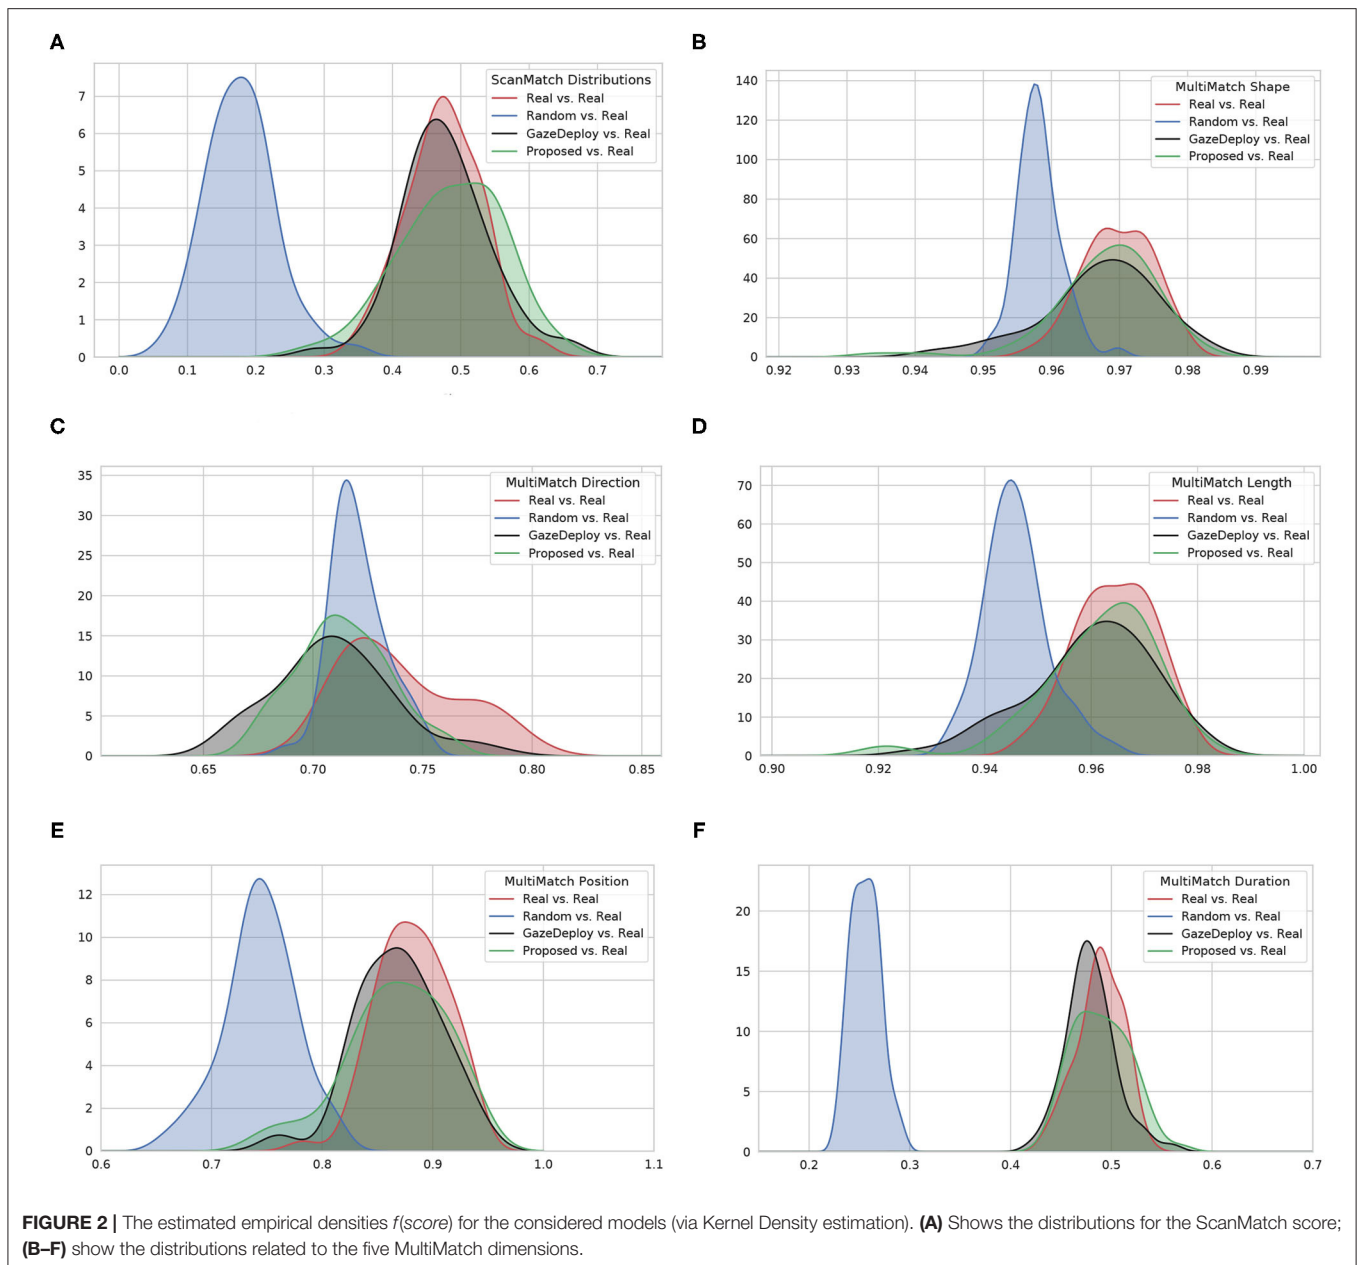 A
ScanMatch Distributions
Real vs. Real
Random vs. Real
GazeDeploy vs. Real
Proposed vs. Real
7
6
5
4
3
2
1
0
0.0 0.1 0.2 0.3 0.4 0.5 0.6 0.7
B
MultiMatch Shape
Real vs. Real
Random vs. Real
GazeDeploy vs. Real
Proposed vs. Real
140
120
100
80
60
40
20
0
0.92 0.93 0.94 0.95 0.96 0.97 0.98 0.99
C
MultiMatch Direction
Real vs. Real
Random vs. Real
GazeDeploy vs. Real
Proposed vs. Real
35
30
25
20
15
10
5
0
0.65 0.70 0.75 0.80 0.85
D
MultiMatch Length
Real vs. Real
Random vs. Real
GazeDeploy vs. Real
Proposed vs. Real
70
60
50
40
30
20
10
0
0.90 0.92 0.94 0.96 0.98 1.00
E
MultiMatch Position
Real vs. Real
Random vs. Real
GazeDeploy vs. Real
Proposed vs. Real
12
10
8
6
4
2
0
0.6 0.7 0.8 0.9 1.0 1.1
F
MultiMatch Duration
Real vs. Real
Random vs. Real
GazeDeploy vs. Real
Proposed vs. Real
20
15
10
5
0
0.2 0.3 0.4 0.5 0.6 0.7
FIGURE 2 | The estimated empirical densities f(score) for the considered models (via Kernel Density estimation). (A) Shows the distributions for the ScanMatch score;
(B–F) show the distributions related to the five MultiMatch dimensions.